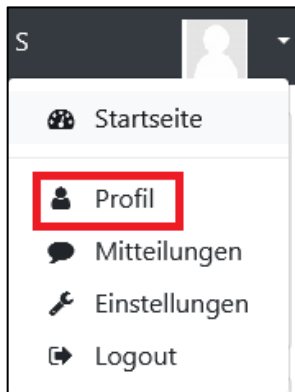 S
Startseite
Profil
Mitteilungen
Einstellungen
Logout